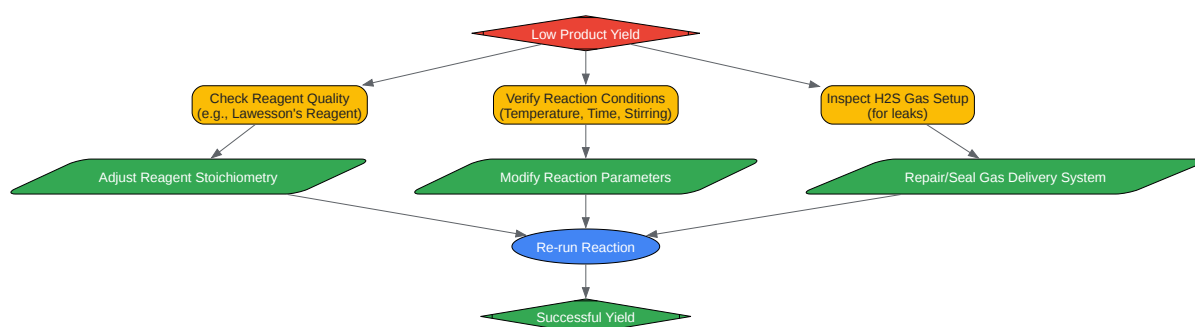 Low Product Yield
Check Reagent Quality
(e.g., Lawesson's Reagent)
Verify Reaction Conditions
(Temperature, Time, Stirring)
Inspect H2S Gas Setup
(for leaks)
Adjust Reagent Stoichiometry
Modify Reaction Parameters
Repair/Seal Gas Delivery System
Re-run Reaction
Successful Yield